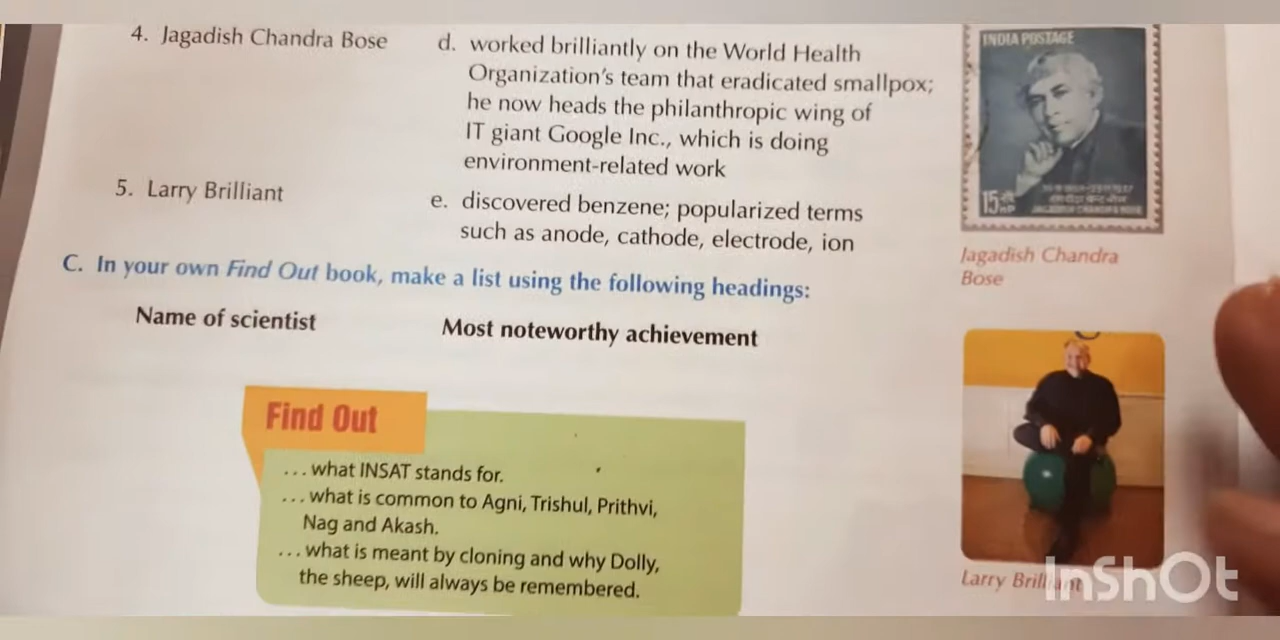 4. Jagadish Chandra Bose
d. worked brilliantly on the World Health
Organization's team that eradicated smallpox;
he now heads the philanthropic wing of
IT giant Google Inc., which is doing
environment-related work
5. Larry Brilliant
e. discovered benzene; popularized terms
such as anode, cathode, electrode, ion
C. In your own Find Out book, make a list using the following headings:
Name of scientist
Most noteworthy achievement
Find Out
... what INSAT stands for.
... what is common to Agni, Trishul, Prithvi,
Nag and Akash.
... what is meant by cloning and why Dolly,
the sheep, will always be remembered.
INDIA POSTAGE
15
Jagadish Chandra
Bose
Larry Brilliant
InShOt